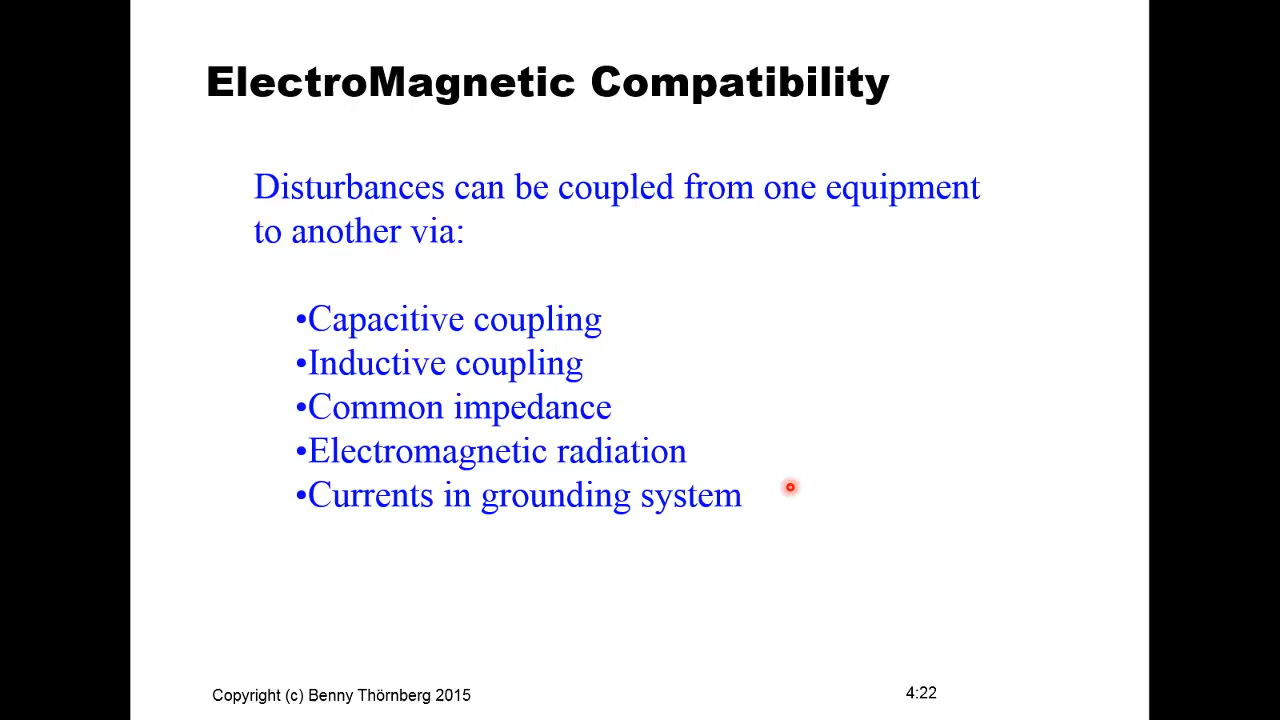 ElectroMagnetic Compatibility
Disturbances can be coupled from one equipment
to another via:
•Capacitive coupling
•Inductive coupling
•Common impedance
•Electromagnetic radiation
•Currents in grounding system
Copyright (c) Benny Thörnberg 2015
4:22